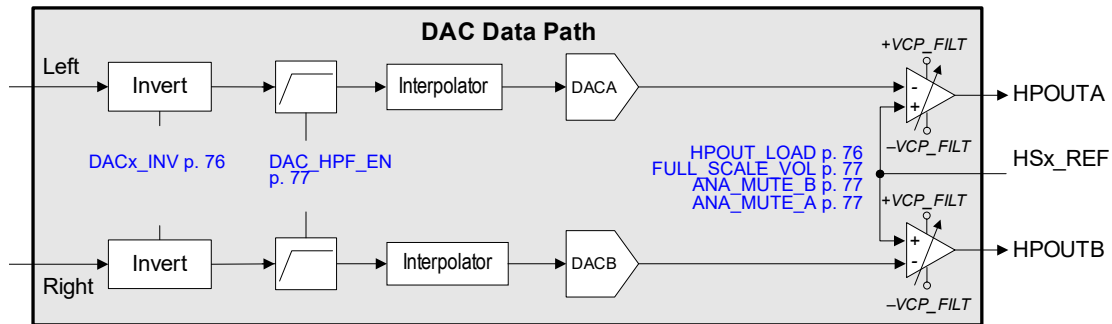 DAC Data Path
Left
Invert
Interpolator
DACA
+VCP_FILT
-
+
–VCP_FILT
HPOUTA
DACx_INV p. 76
DAC_HPF_EN
p. 77
HPOUT_LOAD p. 76
FULL_SCALE_VOL p. 77
ANA_MUTE_B p. 77
ANA_MUTE_A p. 77
HSx_REF
Right
Invert
Interpolator
DACB
+VCP_FILT
+
-
–VCP_FILT
HPOUTB